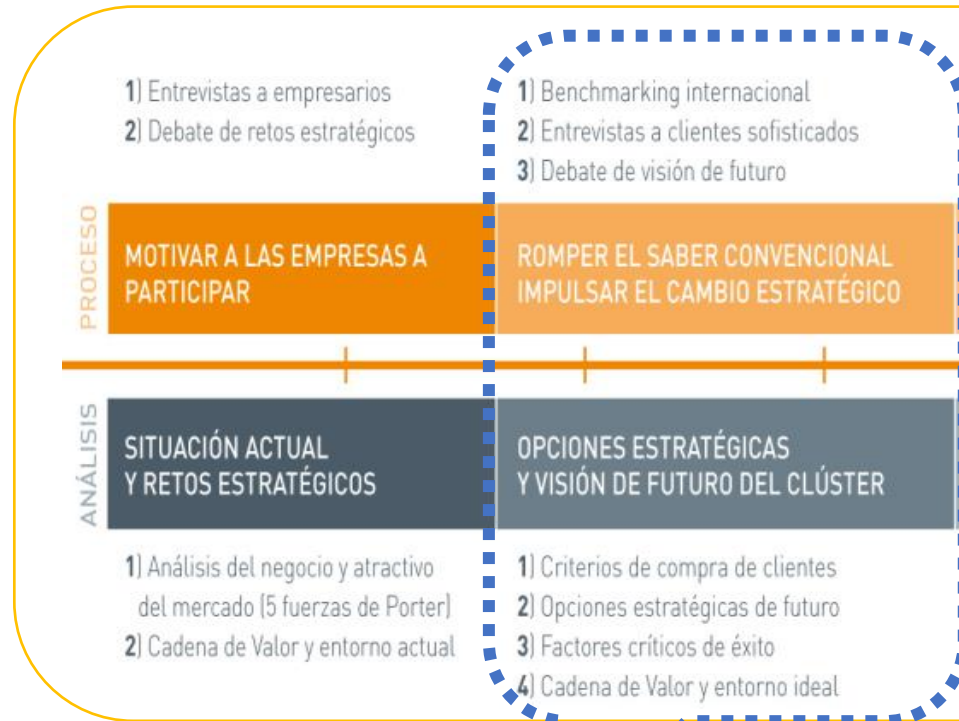 1) Entrevistas a empresarios
2) Debate de retos estratégicos
1) Benchmarking internacional
2) Entrevistas a clientes sofisticados
3) Debate de visión de futuro
PROCESO
MOTIVAR A LAS EMPRESAS A
PARTICIPAR
ROMPER EL SABER CONVENCIONAL
IMPULSAR EL CAMBIO ESTRATÉGICO
ANÁLISIS
SITUACIÓN ACTUAL
Y RETOS ESTRATÉGICOS
OPCIONES ESTRATÉGICAS
Y VISIÓN DE FUTURO DEL CLÚSTER
1) Análisis del negocio y atractivo
del mercado (5 fuerzas de Porter)
2) Cadena de Valor y entorno actual
1) Criterios de compra de clientes
2) Opciones estratégicas de futuro
3) Factores críticos de éxito
4) Cadena de Valor y entorno ideal